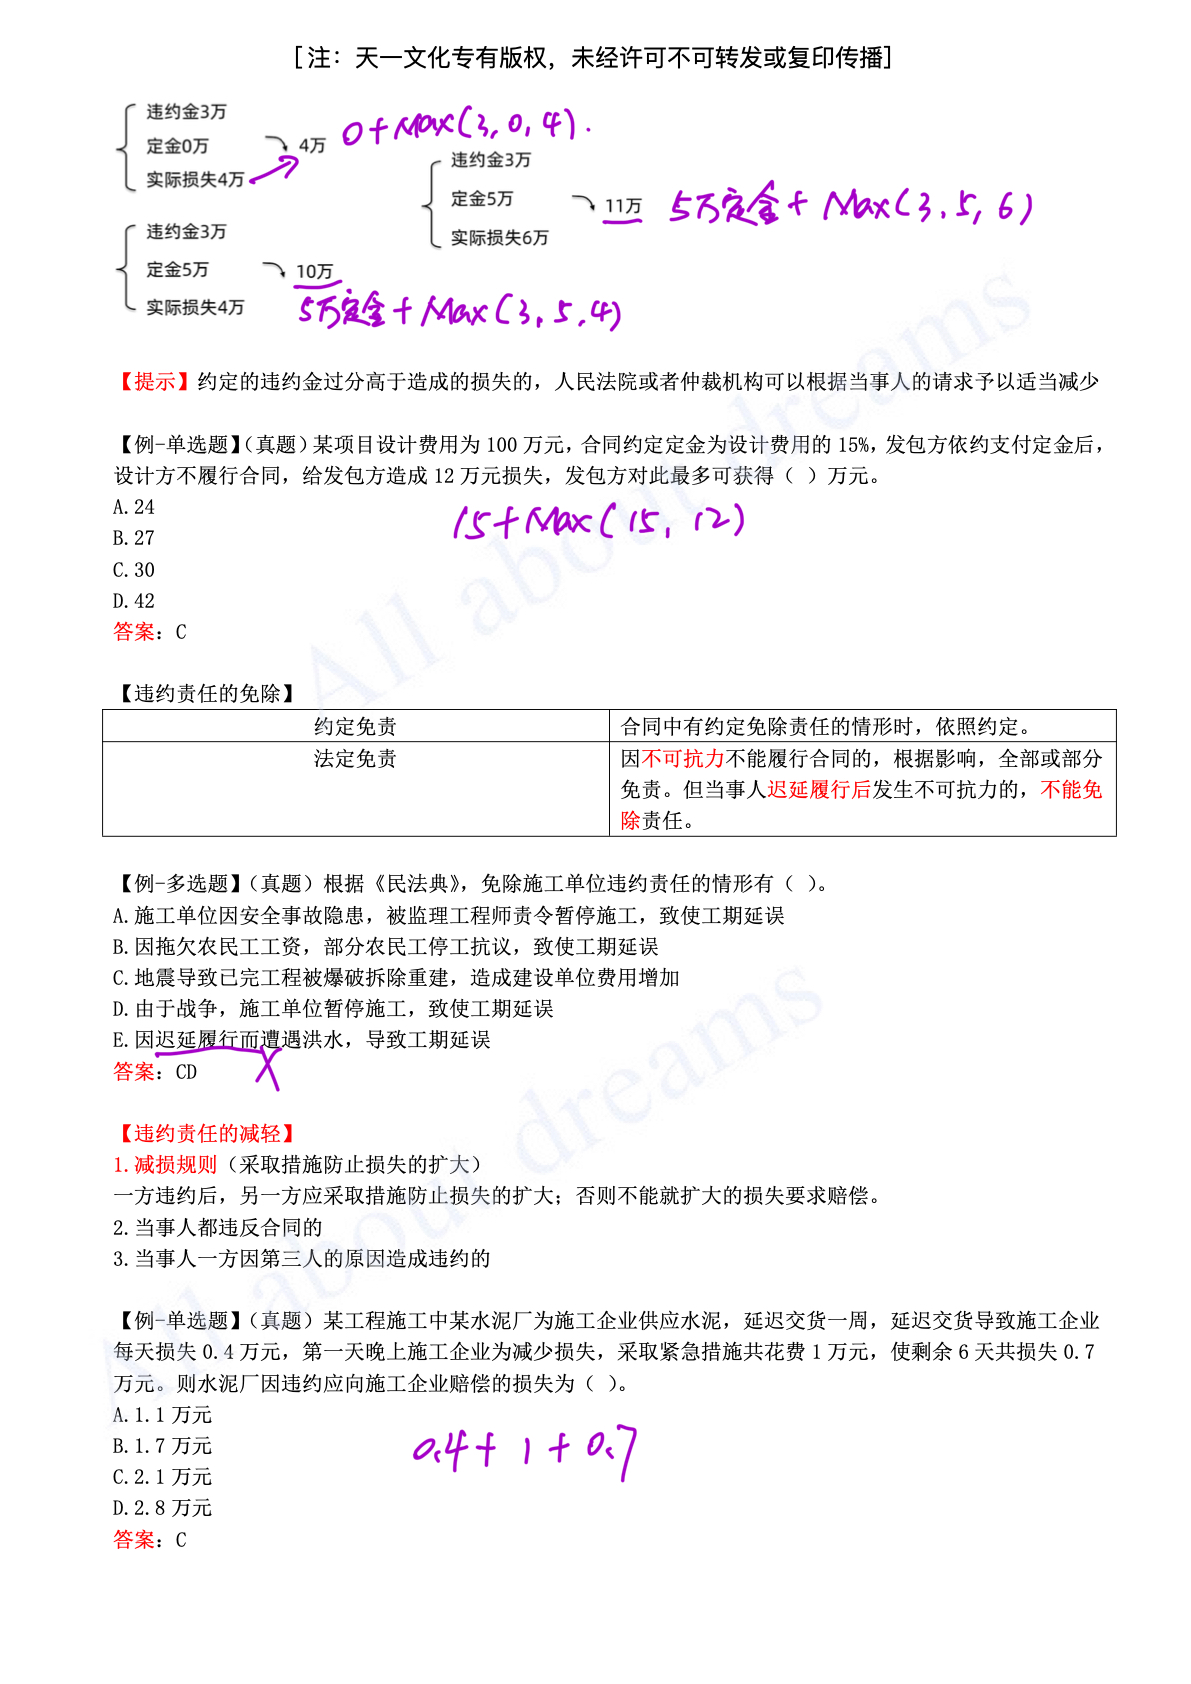 [注：天一文化专有版权，未经许可不可转发或复印传播]
违约金3万
定金0万
实际损失4万
4万
0+Max(3,0,4).
违约金3万
定金5万
实际损失6万
11万
5万定金+Max(3.5,6)
违约金3万
定金5万
实际损失4万
10万
5万定金+Max(3,5,4)
【提示】约定的违约金过分高于造成的损失的，人民法院或者仲裁机构可以根据当事人的请求予以适当减少
【例-单选题】（真题）某项目设计费用为100万元，合同约定定金为设计费用的15%，发包方依约支付定金后，
设计方不履行合同，给发包方造成12万元损失，发包方对此最多可获得（ ）万元。
15+Max(15,12)
A.24
B.27
C.30
D.42
答案：C
【违约责任的免除】
约定免责
合同中有约定免除责任的情形时，依照约定。
法定免责
因不可抗力不能履行合同的，根据影响，全部或部分
免责。但当事人迟延履行后发生不可抗力的，不能免
除责任。
【例-多选题】（真题）根据《民法典》，免除施工单位违约责任的情形有（ ）。
A.施工单位因安全事故隐患，被监理工程师责令暂停施工，致使工期延误
B.因拖欠农民工工资，部分农民工停工抗议，致使工期延误
C.地震导致已完工程被爆破拆除重建，造成建设单位费用增加
D.由于战争，施工单位暂停施工，致使工期延误
E.因迟延履行而遭遇洪水，导致工期延误
答案：CD
【违约责任的减轻】
1.减损规则（采取措施防止损失的扩大）
一方违约后，另一方应采取措施防止损失的扩大；否则不能就扩大的损失要求赔偿。
2.当事人都违反合同的
3.当事人一方因第三人的原因造成违约的
【例-单选题】（真题）某工程施工中某水泥厂为施工企业供应水泥，延迟交货一周，延迟交货导致施工企业
每天损失0.4万元，第一天晚上施工企业为减少损失，采取紧急措施共花费1万元，使剩余6天共损失0.7
万元。则水泥厂因违约应向施工企业赔偿的损失为（ ）。
A.1.1万元
B.1.7万元
C.2.1万元
D.2.8万元
0.4+1+0.7
答案：C
All about dreams
All about dreams